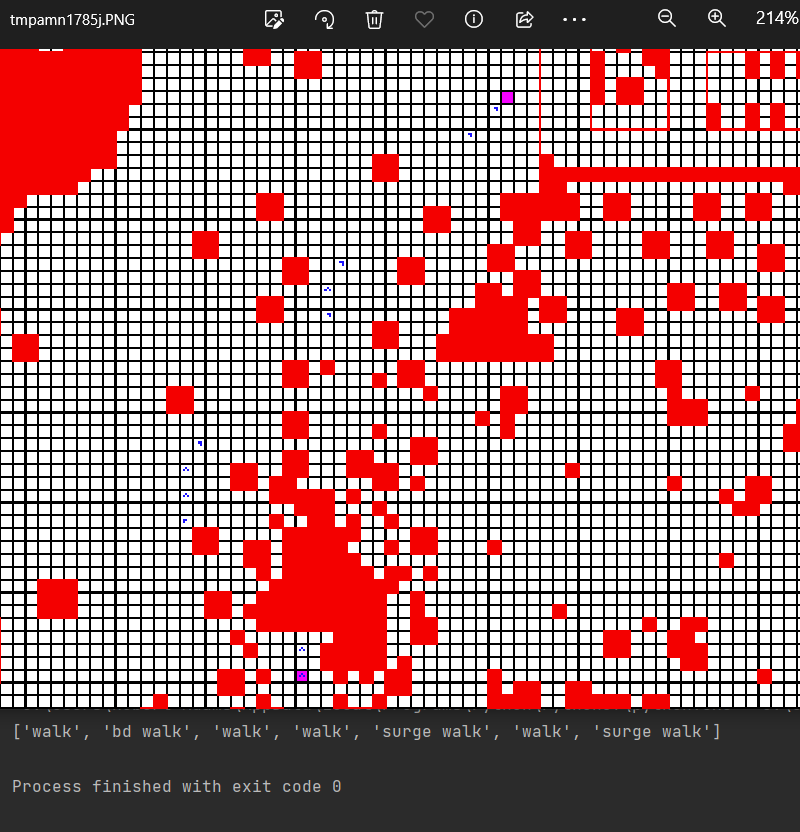 tmpamn1785j.PNG
214%
['walk', 'bd walk', 'walk', 'walk', 'surge walk', 'walk', 'surge walk']
Process finished with exit code 0